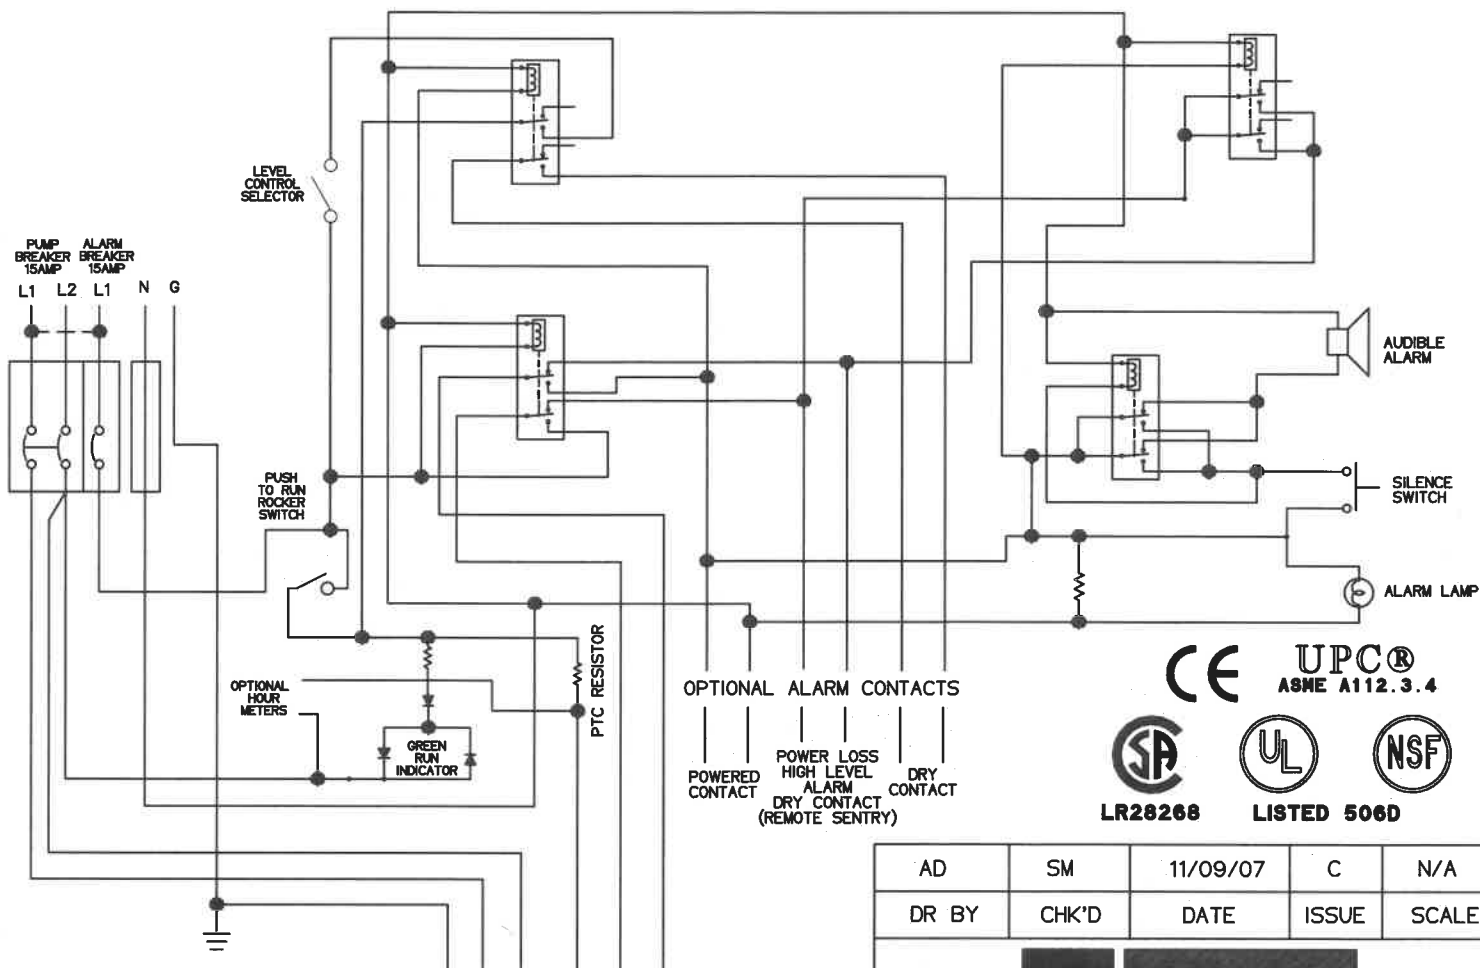 LEVEL
CONTROL
SELECTOR
PUMP
BREAKER
15AMP
ALARM
BREAKER
15AMP
L1 L2 L1 N G
AUDIBLE
ALARM
PUSH
TO RUN
ROCKER
SWITCH
SILENCE
SWITCH
ALARM LAMP
PTC RESISTOR
OPTIONAL
HOUR
METERS
GREEN
RUN
INDICATOR
OPTIONAL ALARM CONTACTS
POWERED
CONTACT
POWER LOSS
HIGH LEVEL
ALARM
DRY CONTACT
(REMOTE SENTRY)
DRY
CONTACT
CE
UPC®
ASME A112.3.4
SA
UL
NSF
LR28268
LISTED 506D
AD SM 11/09/07 C N/A
DR BY CHK'D DATE ISSUE SCALE